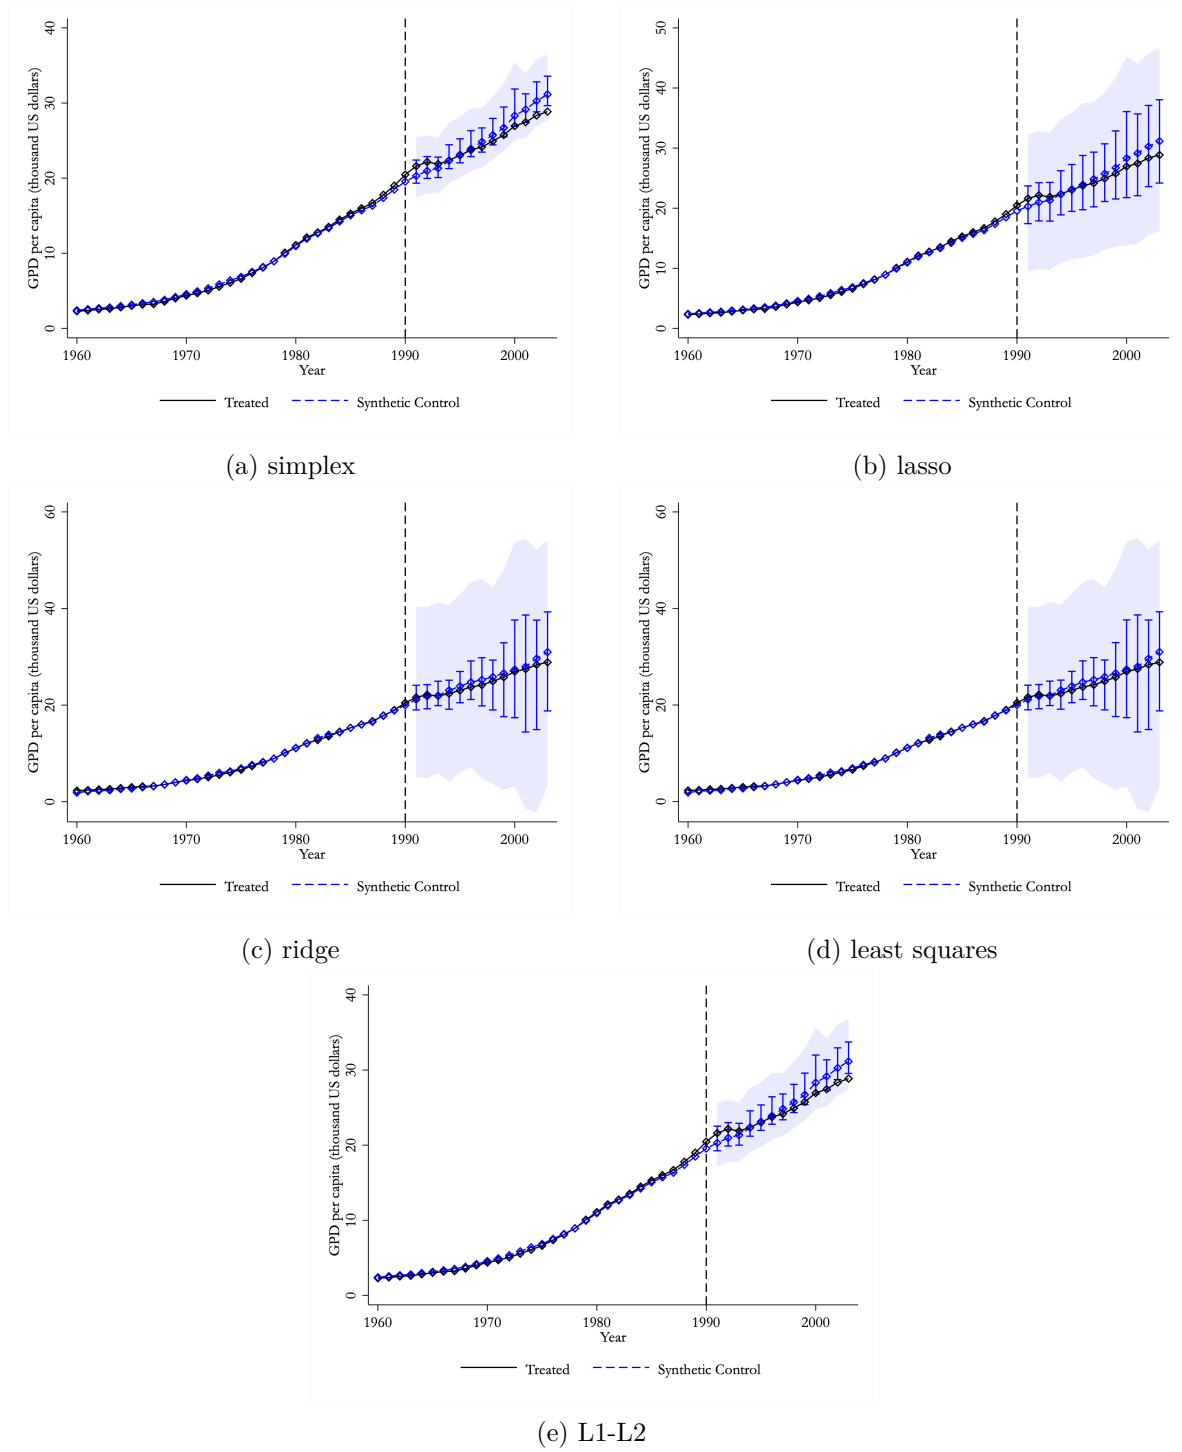 GPD per capita (thousand US dollars)
40
30
20
10
0
1960 1970 1980 1990 2000
Year
Treated Synthetic Control
(a) simplex
GPD per capita (thousand US dollars)
50
40
30
20
10
0
1960 1970 1980 1990 2000
Year
Treated Synthetic Control
(b) lasso
GPD per capita (thousand US dollars)
60
40
20
0
1960 1970 1980 1990 2000
Year
Treated Synthetic Control
(c) ridge
GPD per capita (thousand US dollars)
60
40
20
0
1960 1970 1980 1990 2000
Year
Treated Synthetic Control
(d) least squares
GPD per capita (thousand US dollars)
40
30
20
10
0
1960 1970 1980 1990 2000
Year
Treated Synthetic Control
(e) L1-L2